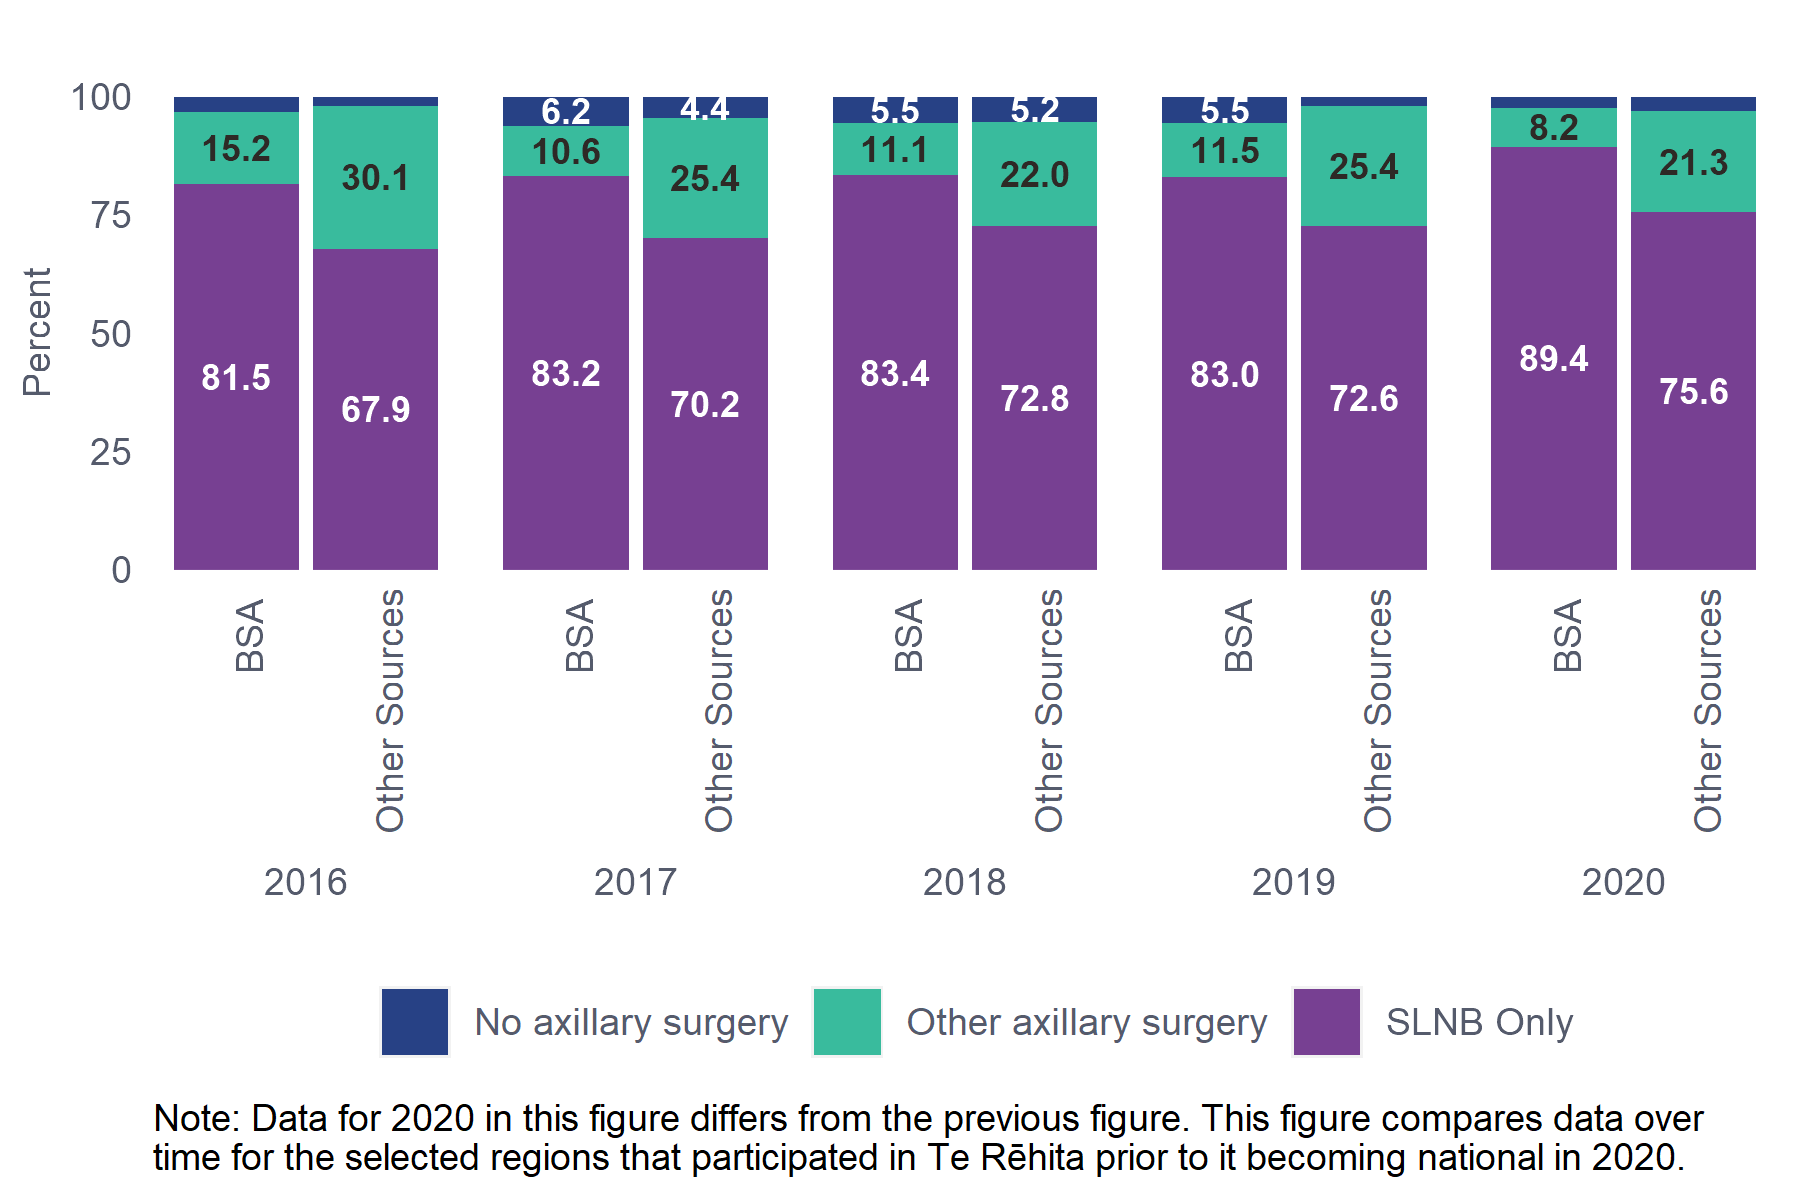 100
75
50
25
0
Percent
15.2
81.5
30.1
67.9
6.2
10.6
83.2
4.4
25.4
70.2
5.5
11.1
83.4
5.2
22.0
72.8
5.5
11.5
83.0
25.4
72.6
8.2
89.4
21.3
75.6
BSA
Other Sources
BSA
Other Sources
BSA
Other Sources
BSA
Other Sources
BSA
Other Sources
2016
2017
2018
2019
2020
No axillary surgery
Other axillary surgery
SLNB Only
Note: Data for 2020 in this figure differs from the previous figure. This figure compares data over
time for the selected regions that participated in Te Rēhita prior to it becoming national in 2020.